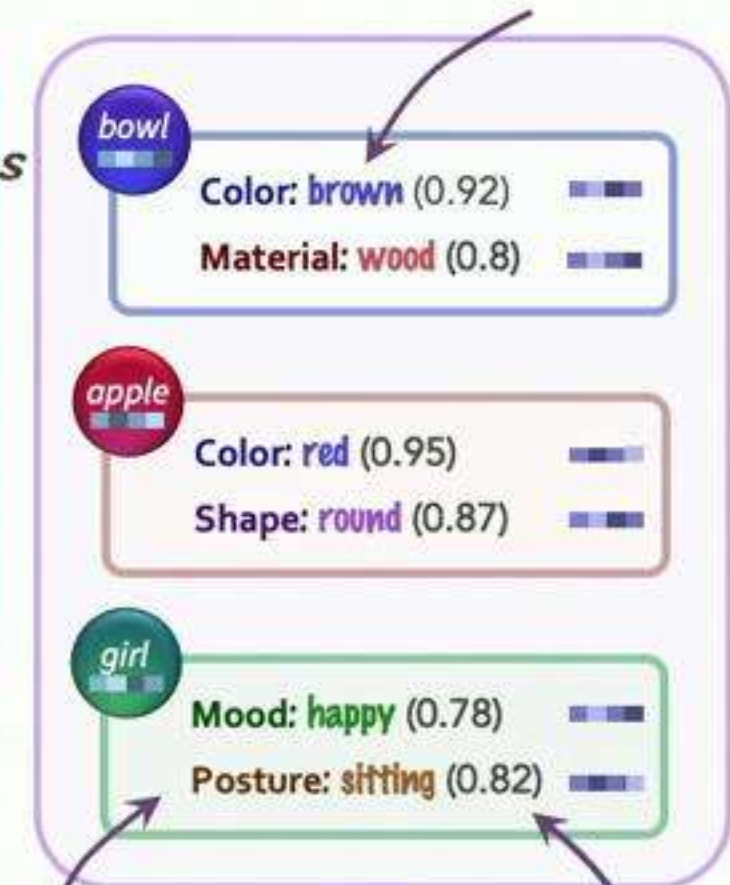 s
bowl
Color: brown (0.92)
Material: wood (0.8)
apple
Color: red (0.95)
Shape: round (0.87)
girl
Mood: happy (0.78)
Posture: sitting (0.82)